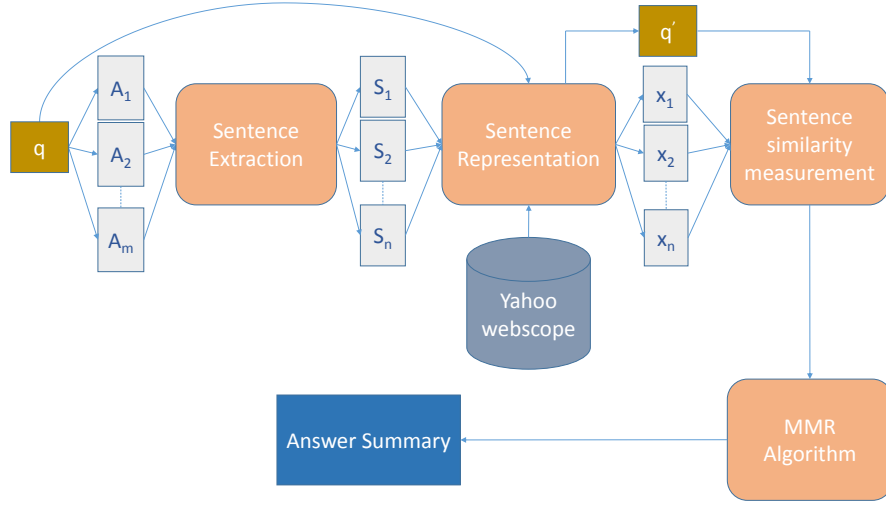 q
A1
A2
Am
Sentence
Extraction
S1
S2
Sn
Sentence
Representation
Yahoo
webscope
q'
x1
x2
xn
Sentence
similarity
measurement
MMR
Algorithm
Answer Summary